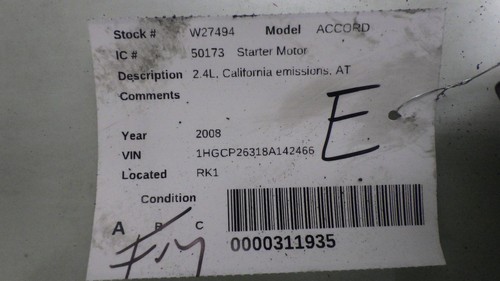 Stock # W27494 Model ACCORD
IC # 50173 Starter Motor
Description 2.4L, California emissions, AT
Comments
E
Year 2008
VIN 1HGCP26318A142466
Located RK1
Condition
A B C
0000311935